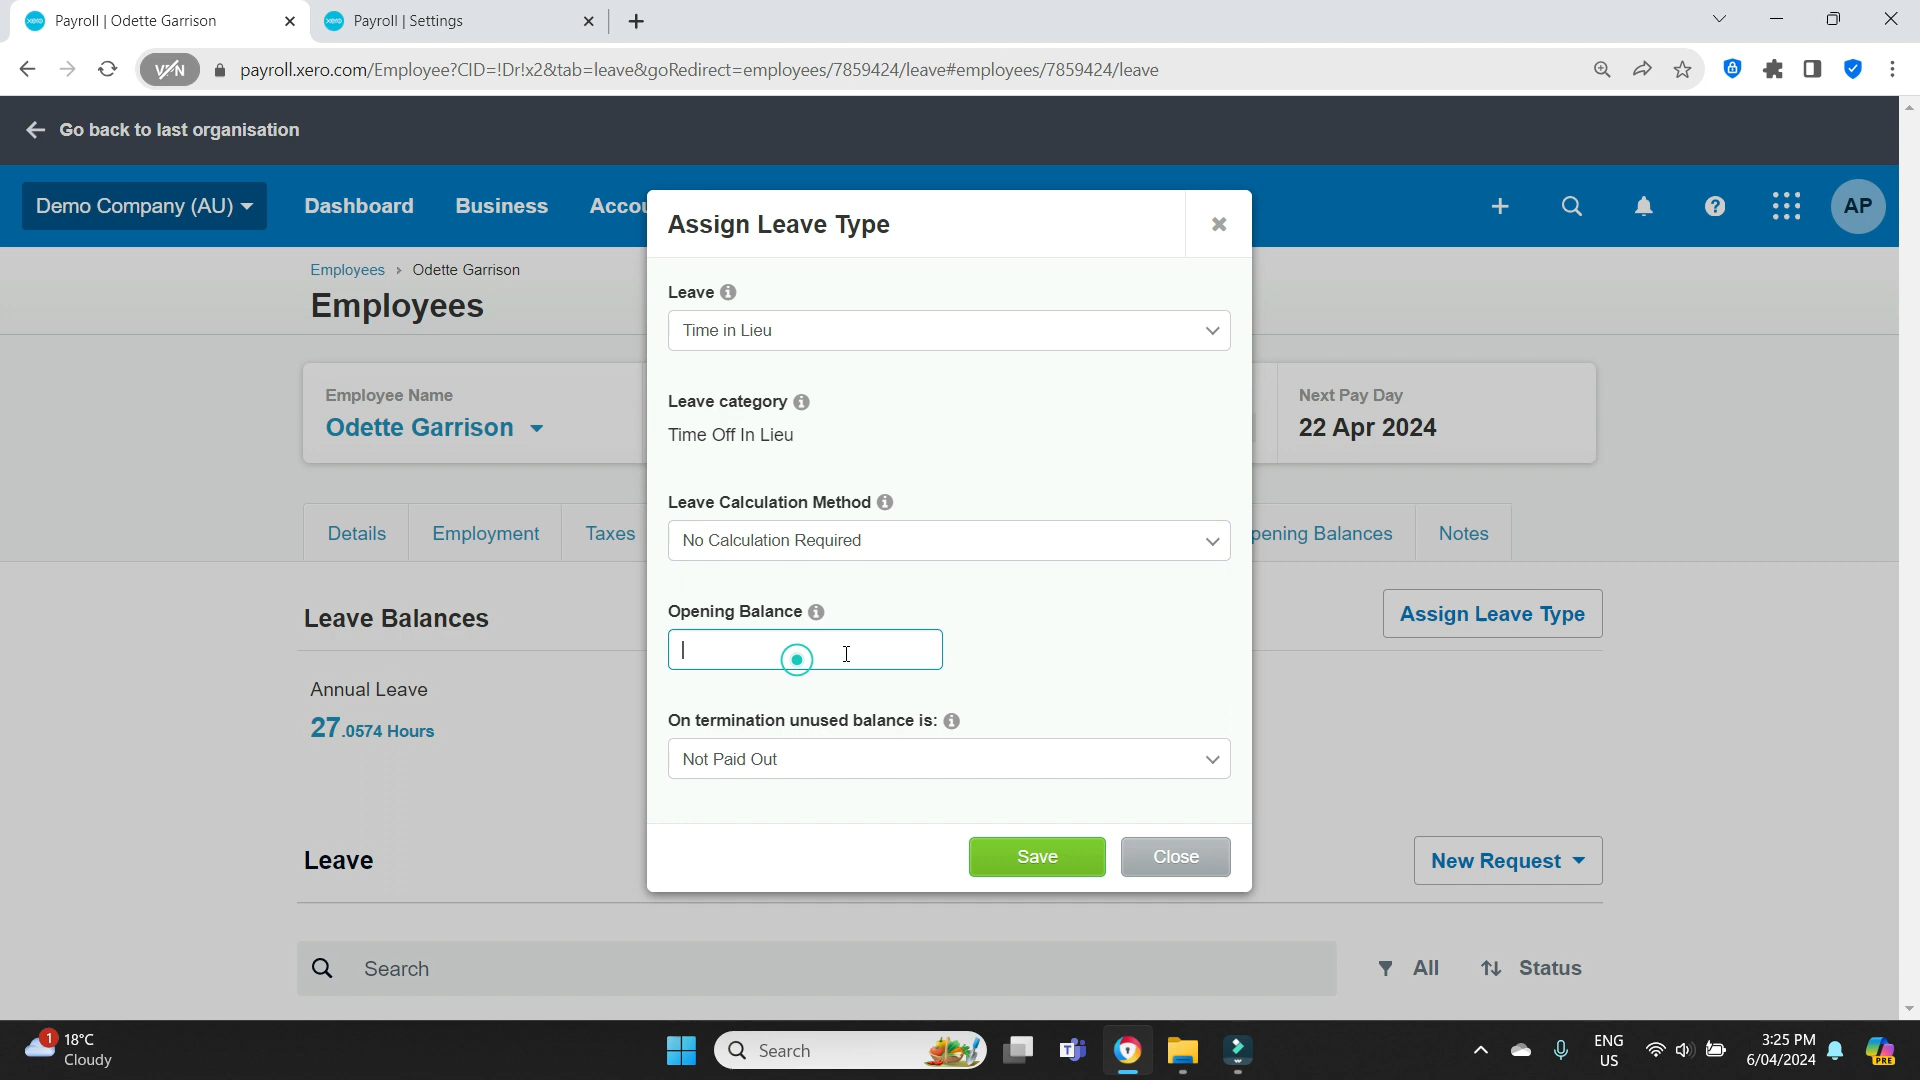 Payroll | Odette Garrison
Payroll | Settings
VPN
payroll.xero.com/Employee?CID=!Dr!x2&tab=leave&goRedirect=employees/7859424/leave#employees/7859424/leave
Go back to last organisation
Demo Company (AU)
Dashboard
Business
Accou
AP
Employees
Odette Garrison
Employees
Employee Name
Odette Garrison
Next Pay Day
22 Apr 2024
Details
Employment
Taxes
pening Balances
Notes
Assign Leave Type
Leave
Time in Lieu
Leave category
Time Off In Lieu
Leave Calculation Method
No Calculation Required
Opening Balance
On termination unused balance is:
Not Paid Out
Save
Close
Leave Balances
Assign Leave Type
Annual Leave
27.0574 Hours
Leave
New Request
Search
All
Status
1
18°C
Cloudy
Search
ENG
US
3:25 PM
6/04/2024
PRE